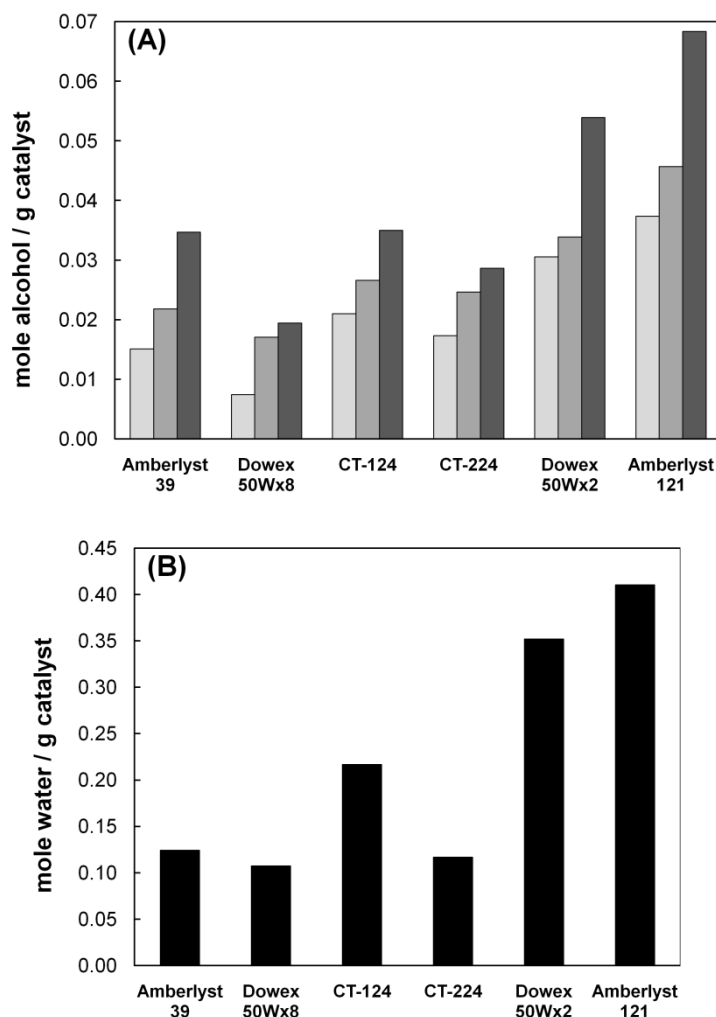 (A)
mole alcohol / g catalyst
0.07
0.06
0.05
0.04
0.03
0.02
0.01
0.00
Amberlyst Dowex CT-124 CT-224 Dowex Amberlyst
39 50Wx8 50Wx2 121
(B)
mole water / g catalyst
0.45
0.40
0.35
0.30
0.25
0.20
0.15
0.10
0.05
0.00
Amberlyst Dowex CT-124 CT-224 Dowex Amberlyst
39 50Wx8 50Wx2 121